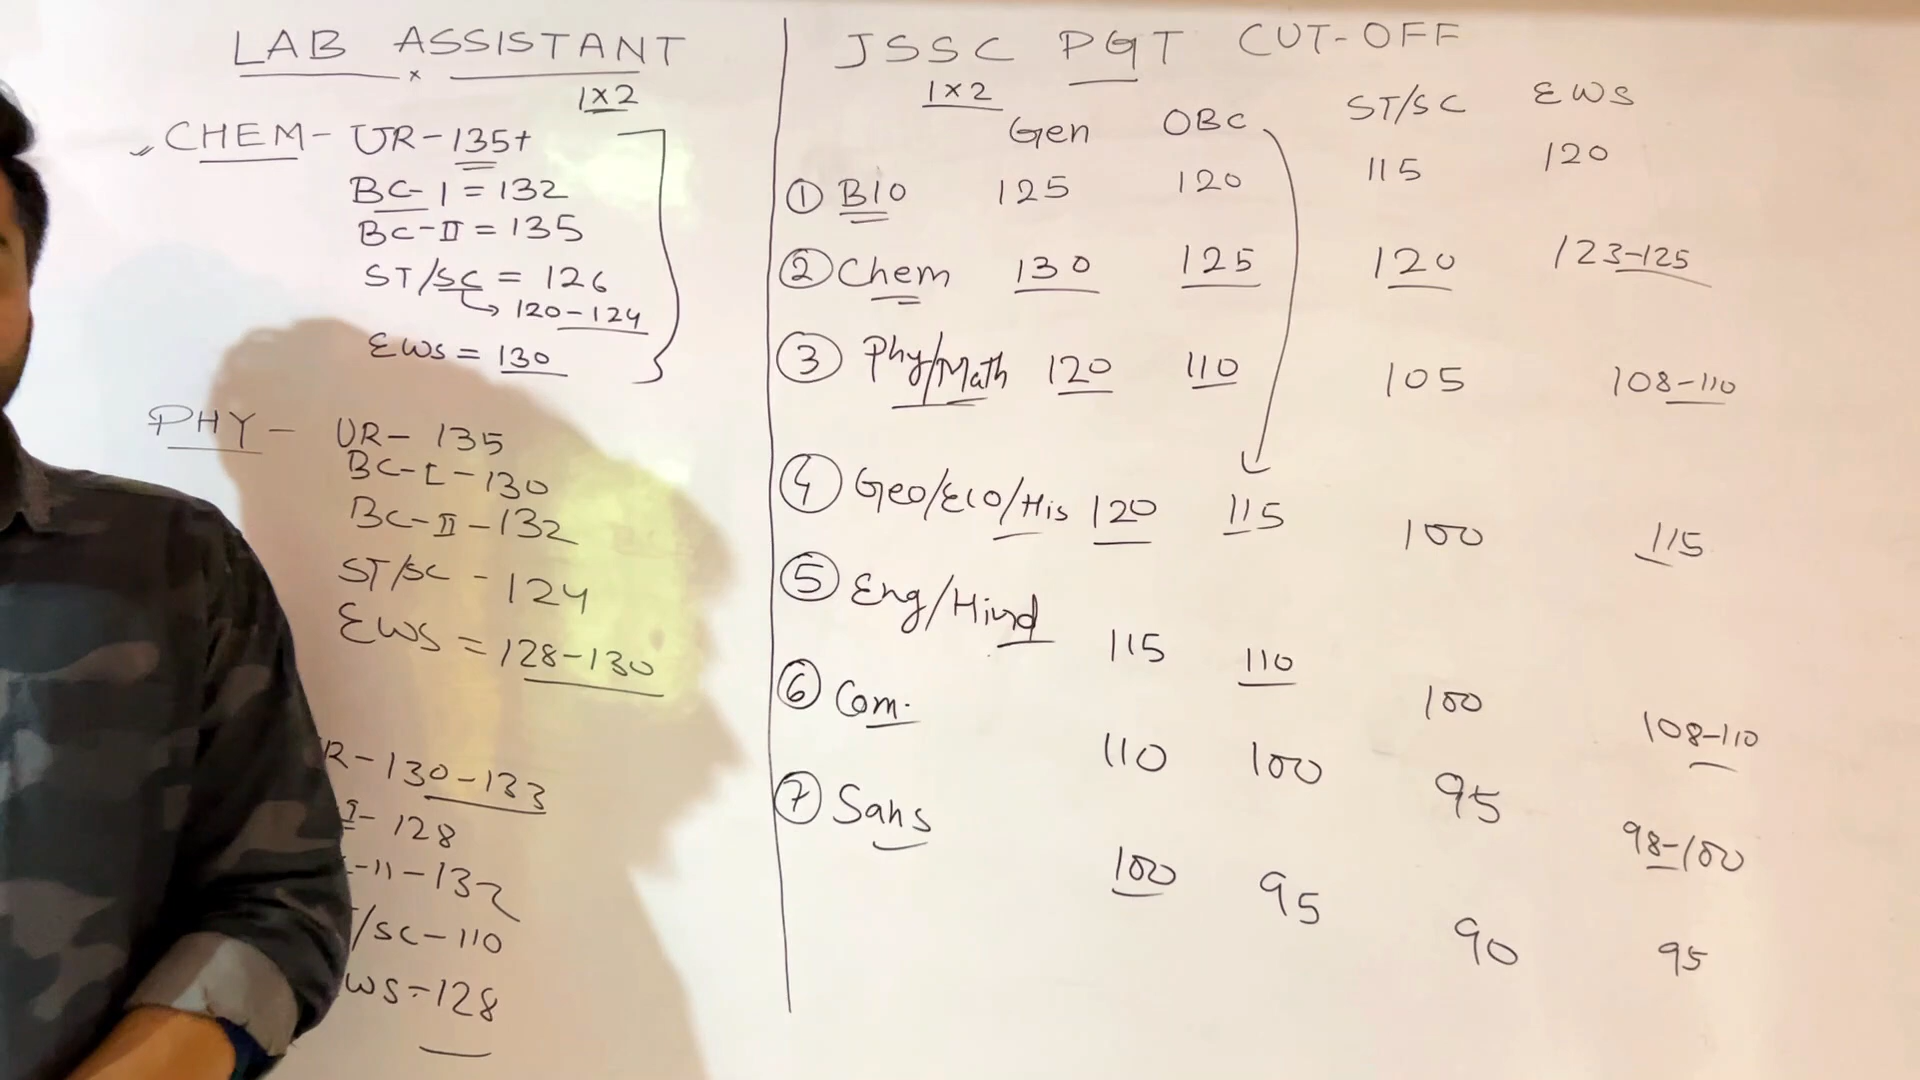 LAB ASSISTANT
1x2
CHEM- UR-135+
BC-I = 132
BC-II = 135
ST/SC = 126
→ 120-124
EWS = 130
PHY- UR- 135
BC-I-130
BC-II-132
ST/SC - 124
EWS = 128-130
R-130-133
I- 128
-II-132
/SC-110
WS=128
JSSC PGT CUT-OFF
1x2
Gen OBC ST/SC EWS
① BIO 125 120 115 120
② Chem 130 125 120 123-125
③ Phy/Math 120 110 105 108-110
④ Geo/Eco/His 120 115 100 115
⑤ Eng/Hind 115 110 100 108-110
⑥ Com. 110 100 95 98-100
⑦ Sans 100 95 90 95